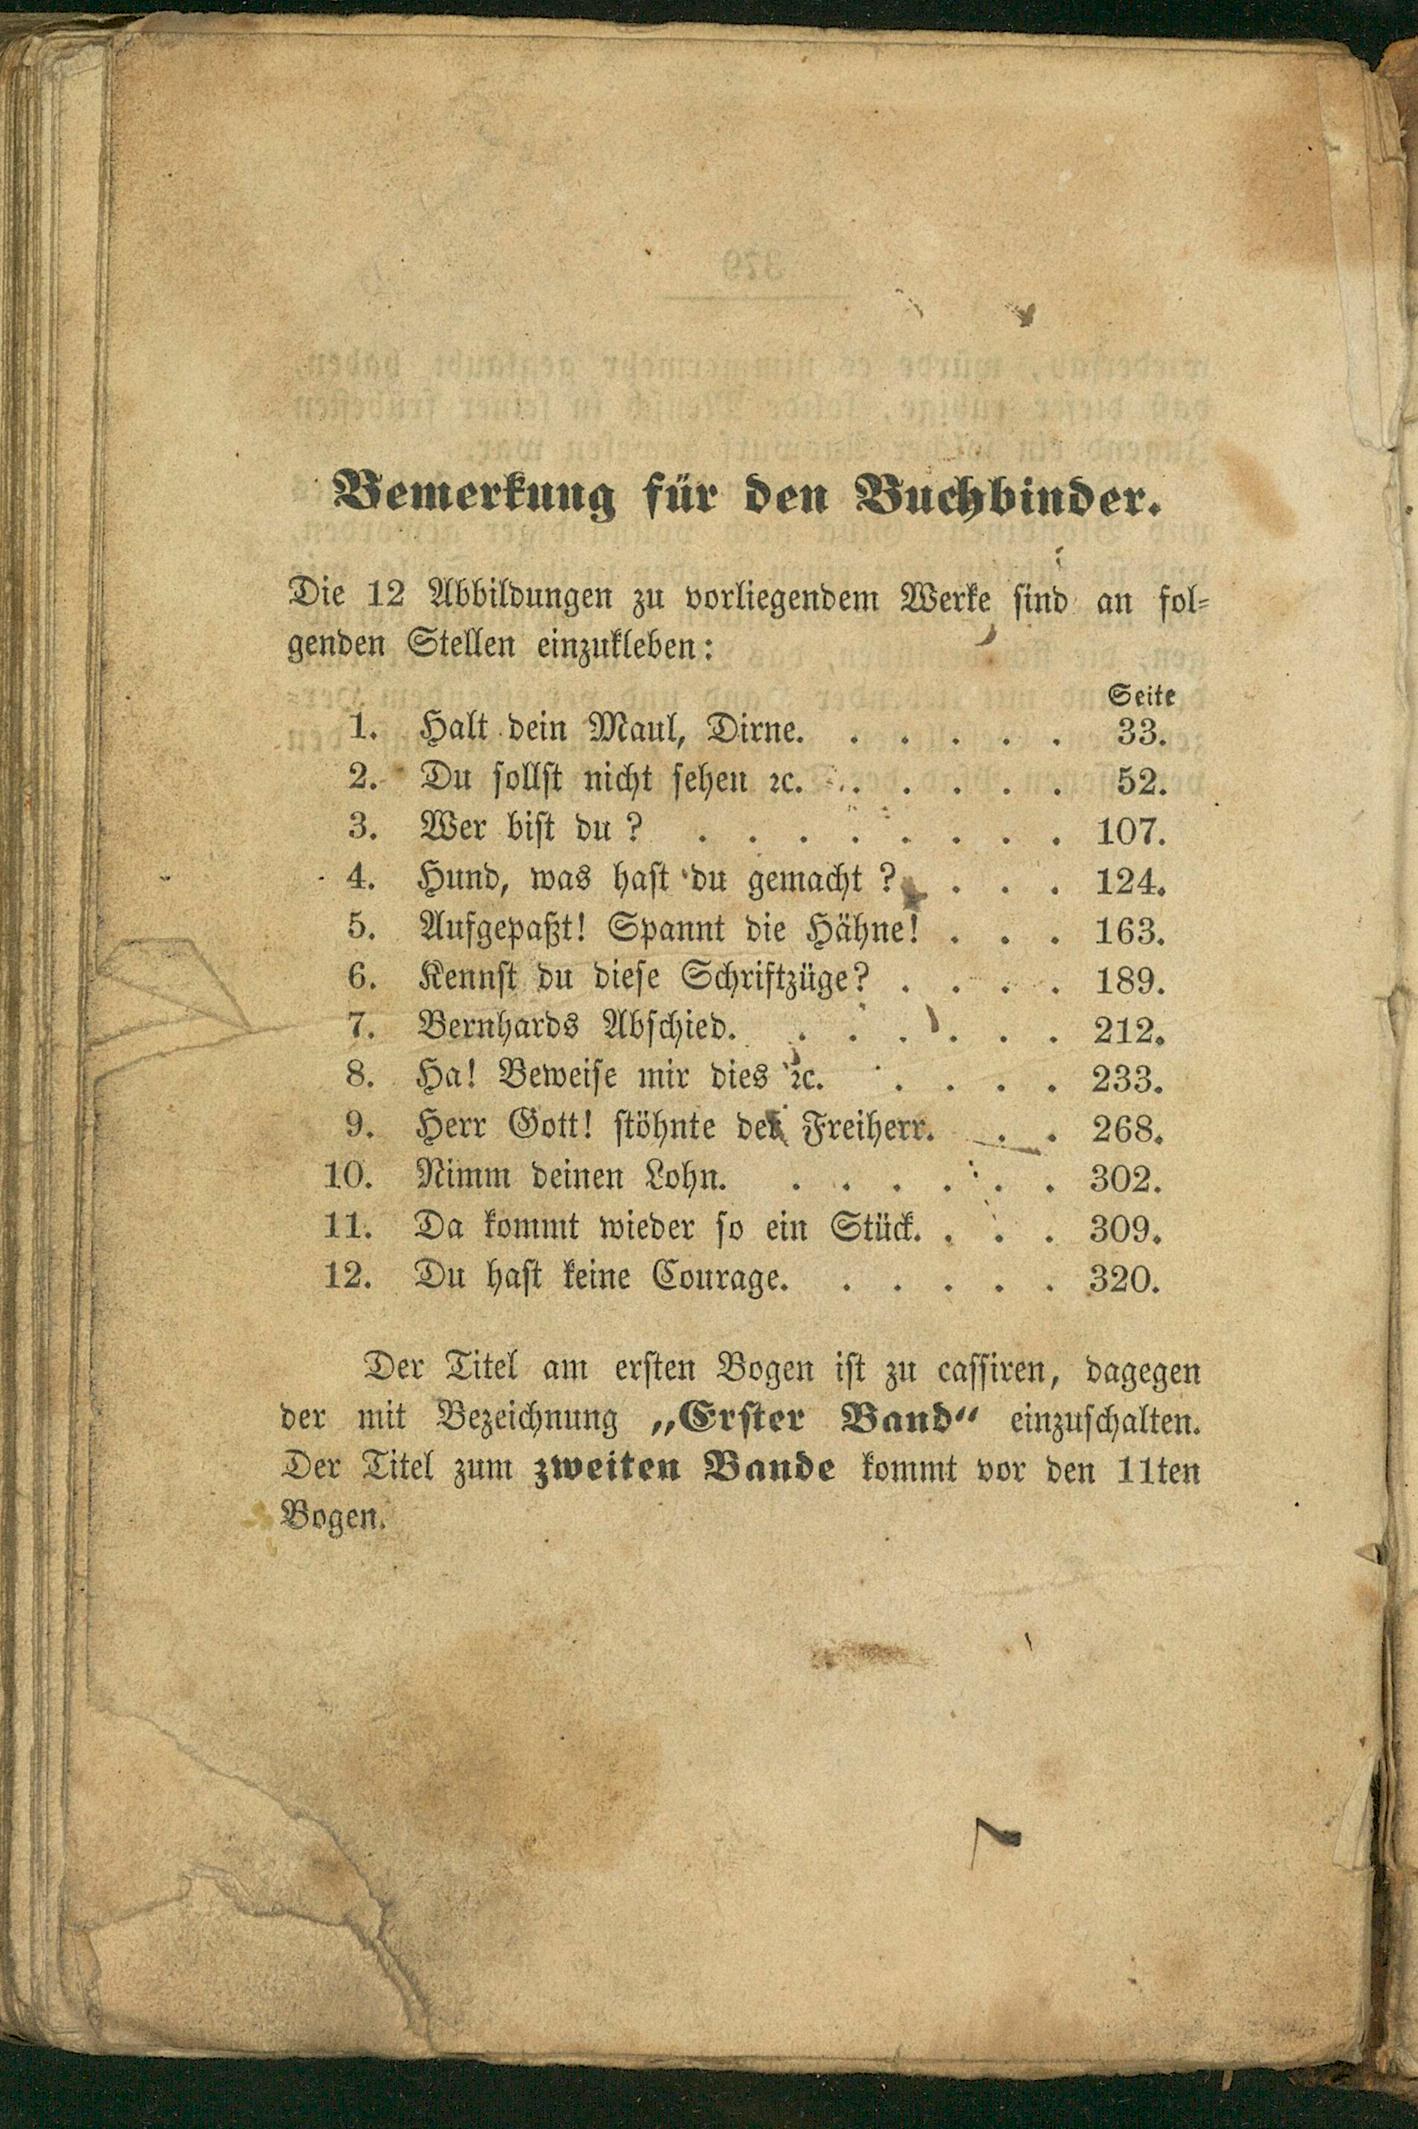 Bemerkung für den Buchbinder.
Die 12 Abbildungen zu vorliegendem Werke sind an fol=
genden Stellen einzukleben:
Seite
1. Halt dein Maul, Dirne. . . . . . 33.
2. Du sollst nicht sehen ꝛc. . . . . . 52.
3. Wer bist du? . . . . . . . . 107.
4. Hund, was hast du gemacht? . . . 124.
5. Aufgepaßt! Spannt die Hähne! . . . 163.
6. Kennst du diese Schriftzüge? . . . . 189.
7. Bernhards Abschied. . . . . . . 212.
8. Ha! Beweise mir dies ꝛc. . . . . 233.
9. Herr Gott! stöhnte der Freiherr. . . 268.
10. Nimm deinen Lohn. . . . . . . 302.
11. Da kommt wieder so ein Stück. . . . 309.
12. Du hast keine Courage. . . . . . 320.
Der Titel am ersten Bogen ist zu cassiren, dagegen
der mit Bezeichnung „Erster Band“ einzuschalten.
Der Titel zum zweiten Bande kommt vor den 11ten
Bogen.